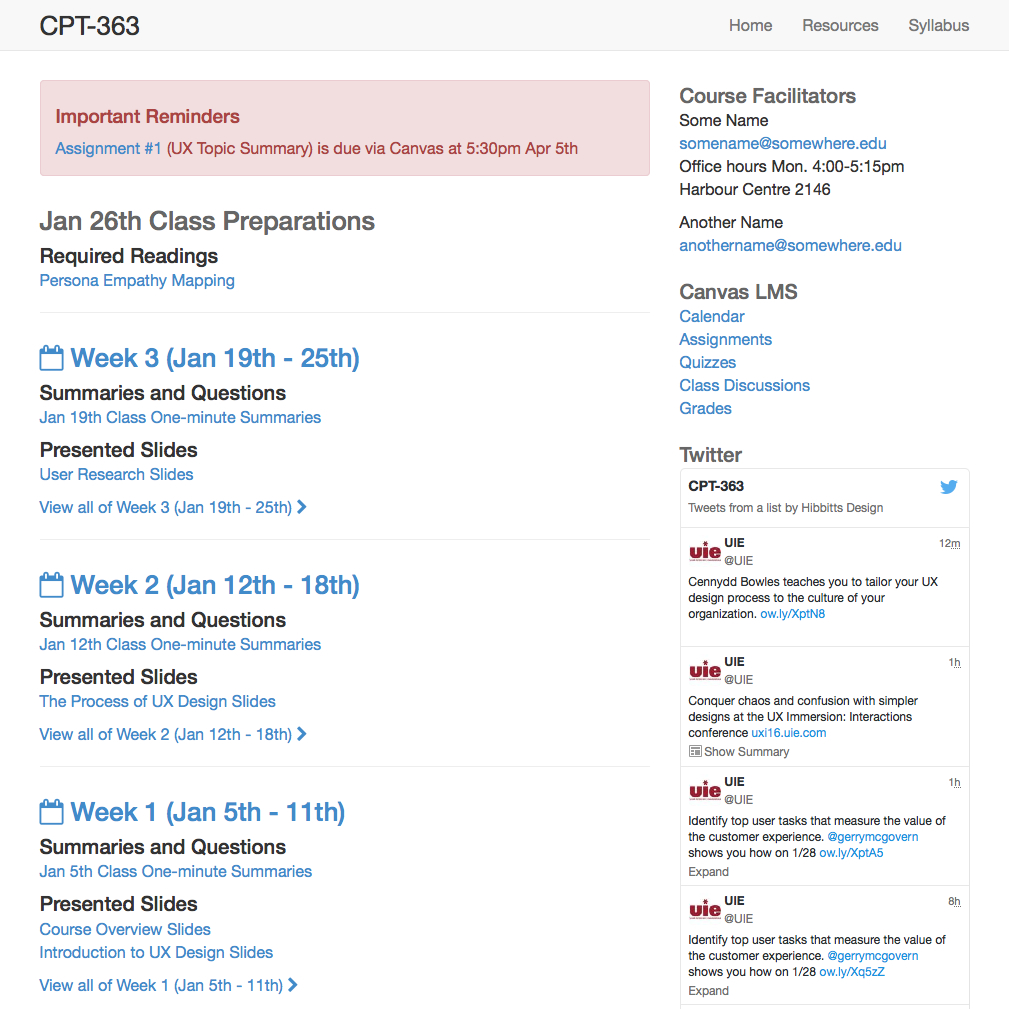 CPT-363
Home
Resources
Syllabus
Important Reminders
Assignment #1 (UX Topic Summary) is due via Canvas at 5:30pm Apr 5th
Jan 26th Class Preparations
Required Readings
Persona Empathy Mapping
Week 3 (Jan 19th - 25th)
Summaries and Questions
Jan 19th Class One-minute Summaries
Presented Slides
User Research Slides
View all of Week 3 (Jan 19th - 25th)
Week 2 (Jan 12th - 18th)
Summaries and Questions
Jan 12th Class One-minute Summaries
Presented Slides
The Process of UX Design Slides
View all of Week 2 (Jan 12th - 18th)
Week 1 (Jan 5th - 11th)
Summaries and Questions
Jan 5th Class One-minute Summaries
Presented Slides
Course Overview Slides
Introduction to UX Design Slides
View all of Week 1 (Jan 5th - 11th)
Course Facilitators
Some Name
somename@somewhere.edu
Office hours Mon. 4:00-5:15pm
Harbour Centre 2146
Another Name
anothername@somewhere.edu
Canvas LMS
Calendar
Assignments
Quizzes
Class Discussions
Grades
Twitter
CPT-363
Tweets from a list by Hibbitts Design
uie
UIE
12m
@UIE
Cennydd Bowles teaches you to tailor your UX
design process to the culture of your
organization. ow.ly/XptN8
uie
UIE
1h
@UIE
Conquer chaos and confusion with simpler
designs at the UX Immersion: Interactions
conference uxi16.uie.com
Show Summary
uie
UIE
1h
@UIE
Identify top user tasks that measure the value of
the customer experience. @gerrymcgovern
shows you how on 1/28 ow.ly/XptA5
Expand
uie
UIE
8h
@UIE
Identify top user tasks that measure the value of
the customer experience. @gerrymcgovern
shows you how on 1/28 ow.ly/Xq5zZ
Expand